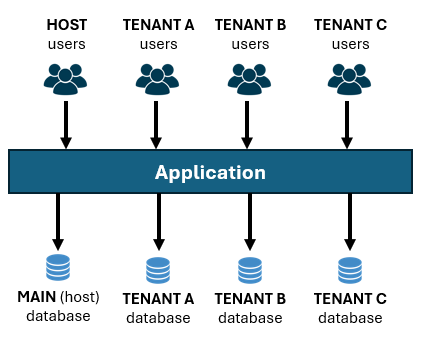 HOST
users
TENANT A
users
TENANT B
users
TENANT C
users
Application
MAIN (host)
database
TENANT A
database
TENANT B
database
TENANT C
database